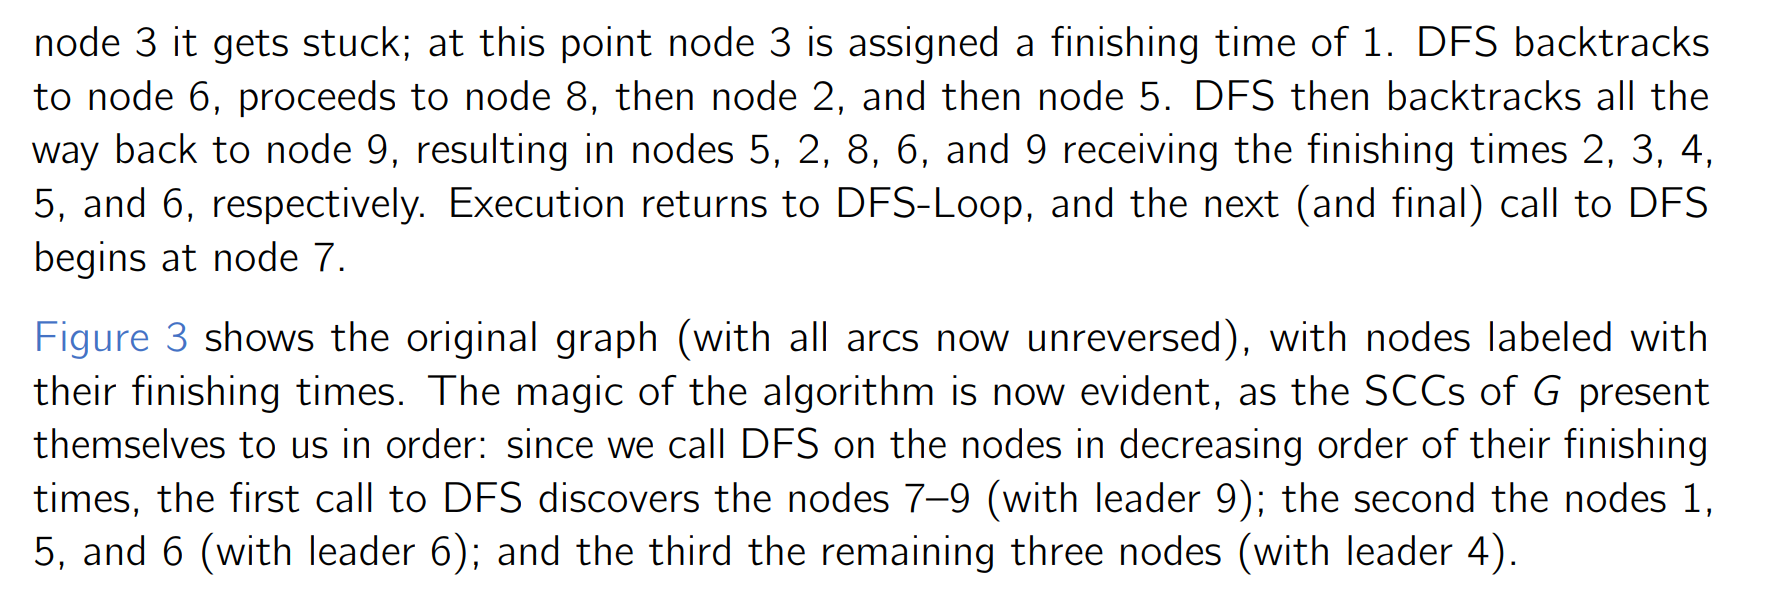 node 3 it gets stuck; at this point node 3 is assigned a finishing time of 1. DFS backtracks
to node 6, proceeds to node 8, then node 2, and then node 5. DFS then backtracks all the
way back to node 9, resulting in nodes 5, 2, 8, 6, and 9 receiving the finishing times 2, 3, 4,
5, and 6, respectively. Execution returns to DFS-Loop, and the next (and final) call to DFS
begins at node 7.
Figure 3 shows the original graph (with all arcs now unreversed), with nodes labeled with
their finishing times. The magic of the algorithm is now evident, as the SCCs of G present
themselves to us in order: since we call DFS on the nodes in decreasing order of their finishing
times, the first call to DFS discovers the nodes 7–9 (with leader 9); the second the nodes 1,
5, and 6 (with leader 6); and the third the remaining three nodes (with leader 4).